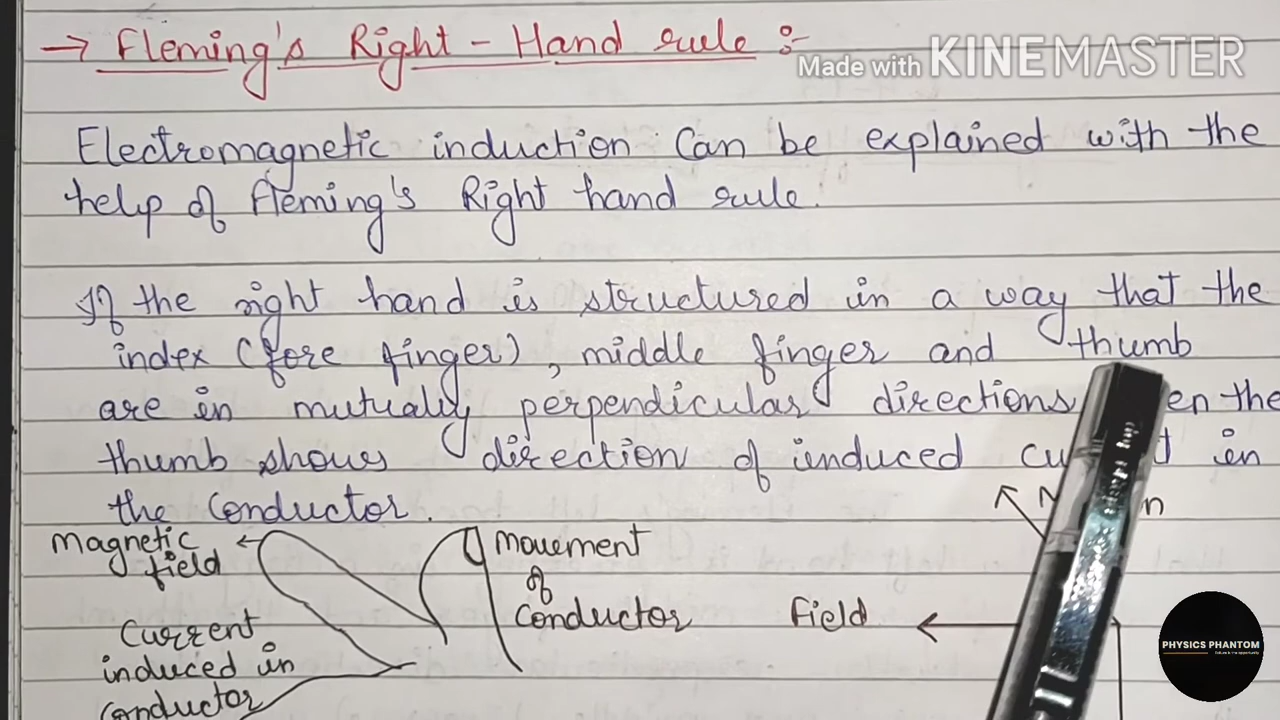 → Fleming's Right-Hand rule :-
Made with KINEMASTER
Electromagnetic induction Can be explained with the
help of Fleming's Right hand rule.
If the right hand is structured in a way that the
index (fore finger), middle finger and thumb
are in mutually perpendicular directions the
thumb shows direction of induced in
the Conductor.
Magnetic
field
Movement
of
Conductor
Field
Current
induced in
Conductor
PHYSICS PHANTOM